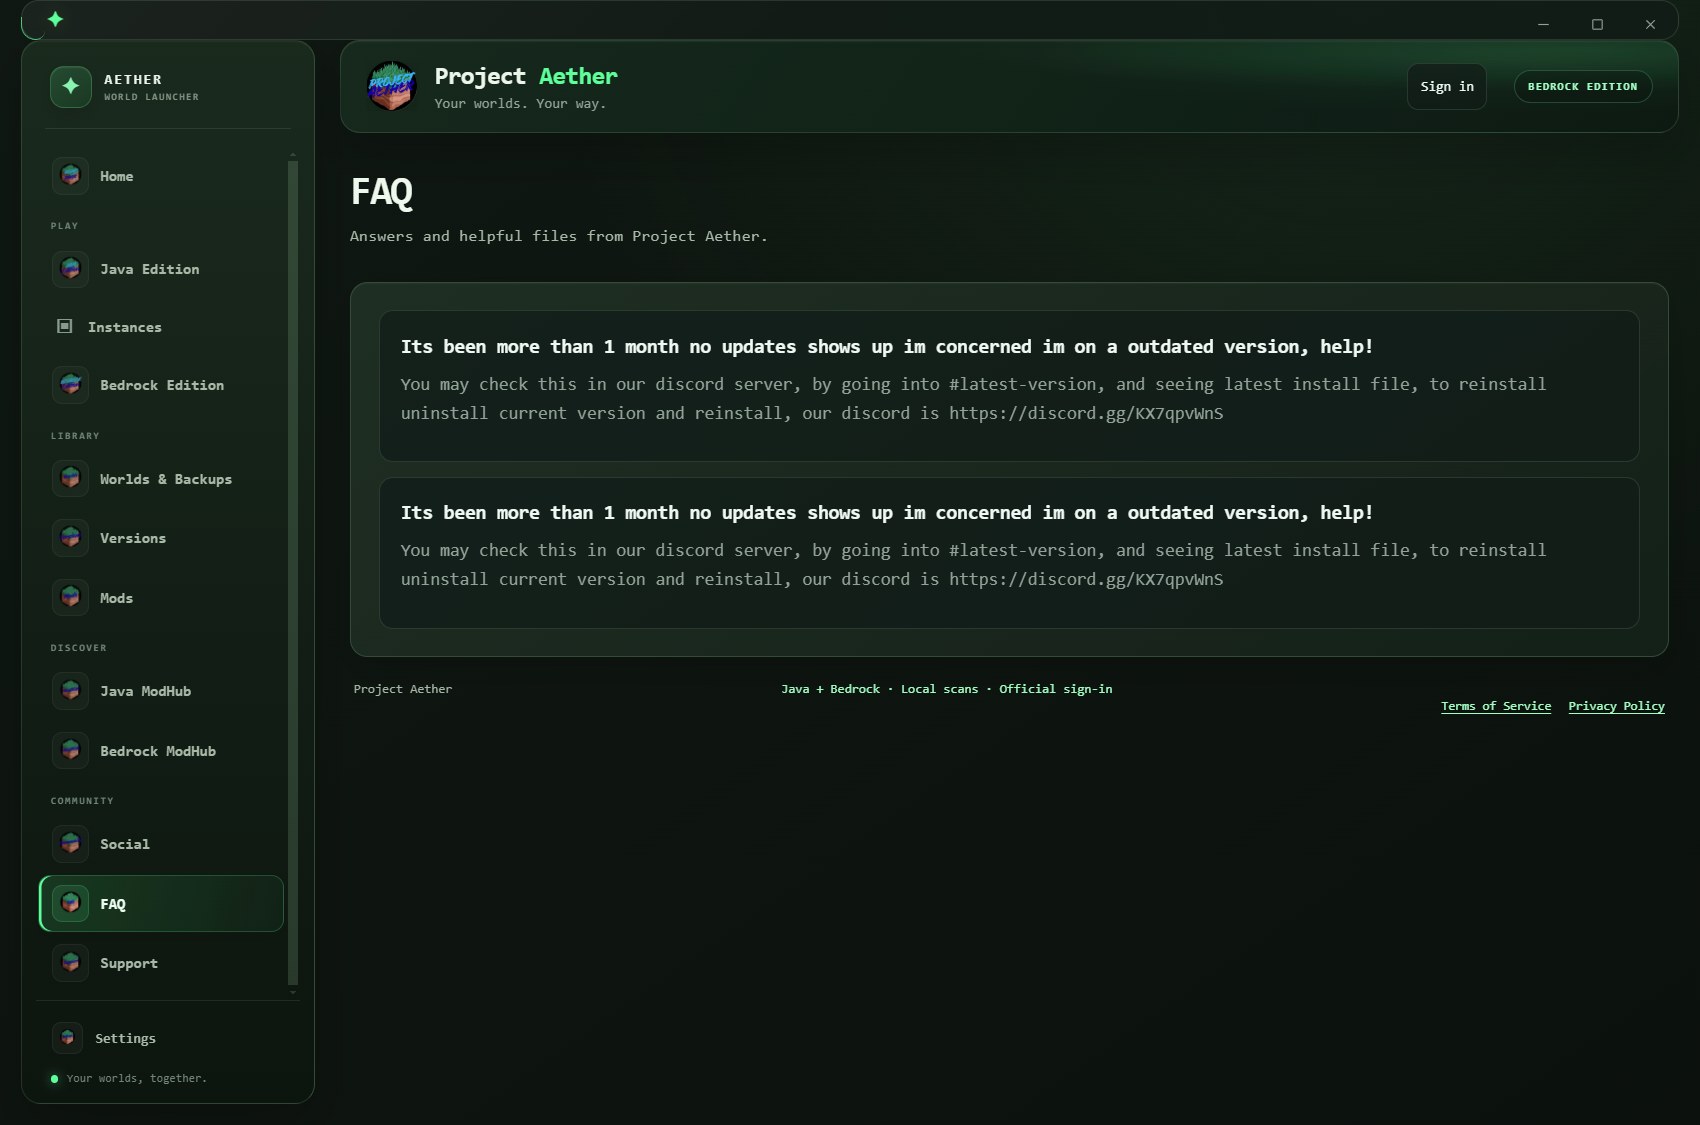 AETHER
WORLD LAUNCHER
Home
PLAY
Java Edition
Instances
Bedrock Edition
LIBRARY
Worlds & Backups
Versions
Mods
DISCOVER
Java ModHub
Bedrock ModHub
COMMUNITY
Social
FAQ
Support
Settings
Your worlds, together.
PROJECT
AETHER
Project Aether
Your worlds. Your way.
Sign in
BEDROCK EDITION
FAQ
Answers and helpful files from Project Aether.
Its been more than 1 month no updates shows up im concerned im on a outdated version, help!
You may check this in our discord server, by going into #latest-version, and seeing latest install file, to reinstall
uninstall current version and reinstall, our discord is https://discord.gg/KX7qpvWnS
Its been more than 1 month no updates shows up im concerned im on a outdated version, help!
You may check this in our discord server, by going into #latest-version, and seeing latest install file, to reinstall
uninstall current version and reinstall, our discord is https://discord.gg/KX7qpvWnS
Project Aether
Java + Bedrock · Local scans · Official sign-in
Terms of Service Privacy Policy